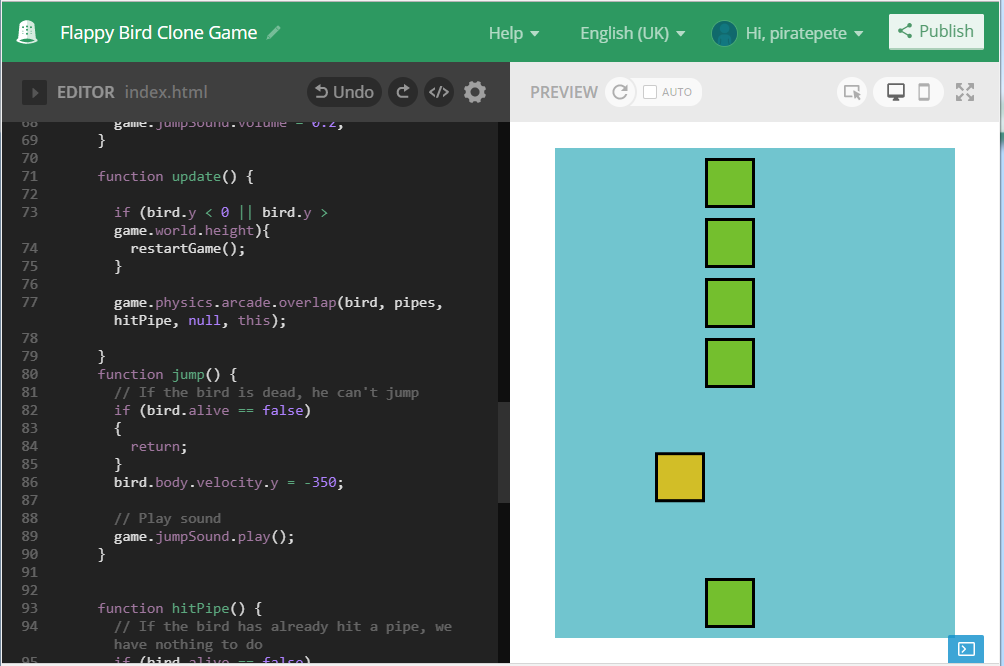 Flappy Bird Clone Game
Help
English (UK)
Hi, piratepete
Publish
EDITOR index.html
Undo
</>
PREVIEW
AUTO
68 game.jumpSound.volume = 0.2;
69 }
70
71 function update() {
72
73 if (bird.y < 0 || bird.y >
game.world.height){
74 restartGame();
75 }
76
77 game.physics.arcade.overlap(bird, pipes,
hitPipe, null, this);
78
79 }
80 function jump() {
81 // If the bird is dead, he can't jump
82 if (bird.alive == false)
83 {
84 return;
85 }
86 bird.body.velocity.y = -350;
87
88 // Play sound
89 game.jumpSound.play();
90 }
91
92
93 function hitPipe() {
94 // If the bird has already hit a pipe, we
have nothing to do
95 if (bird.alive == false)